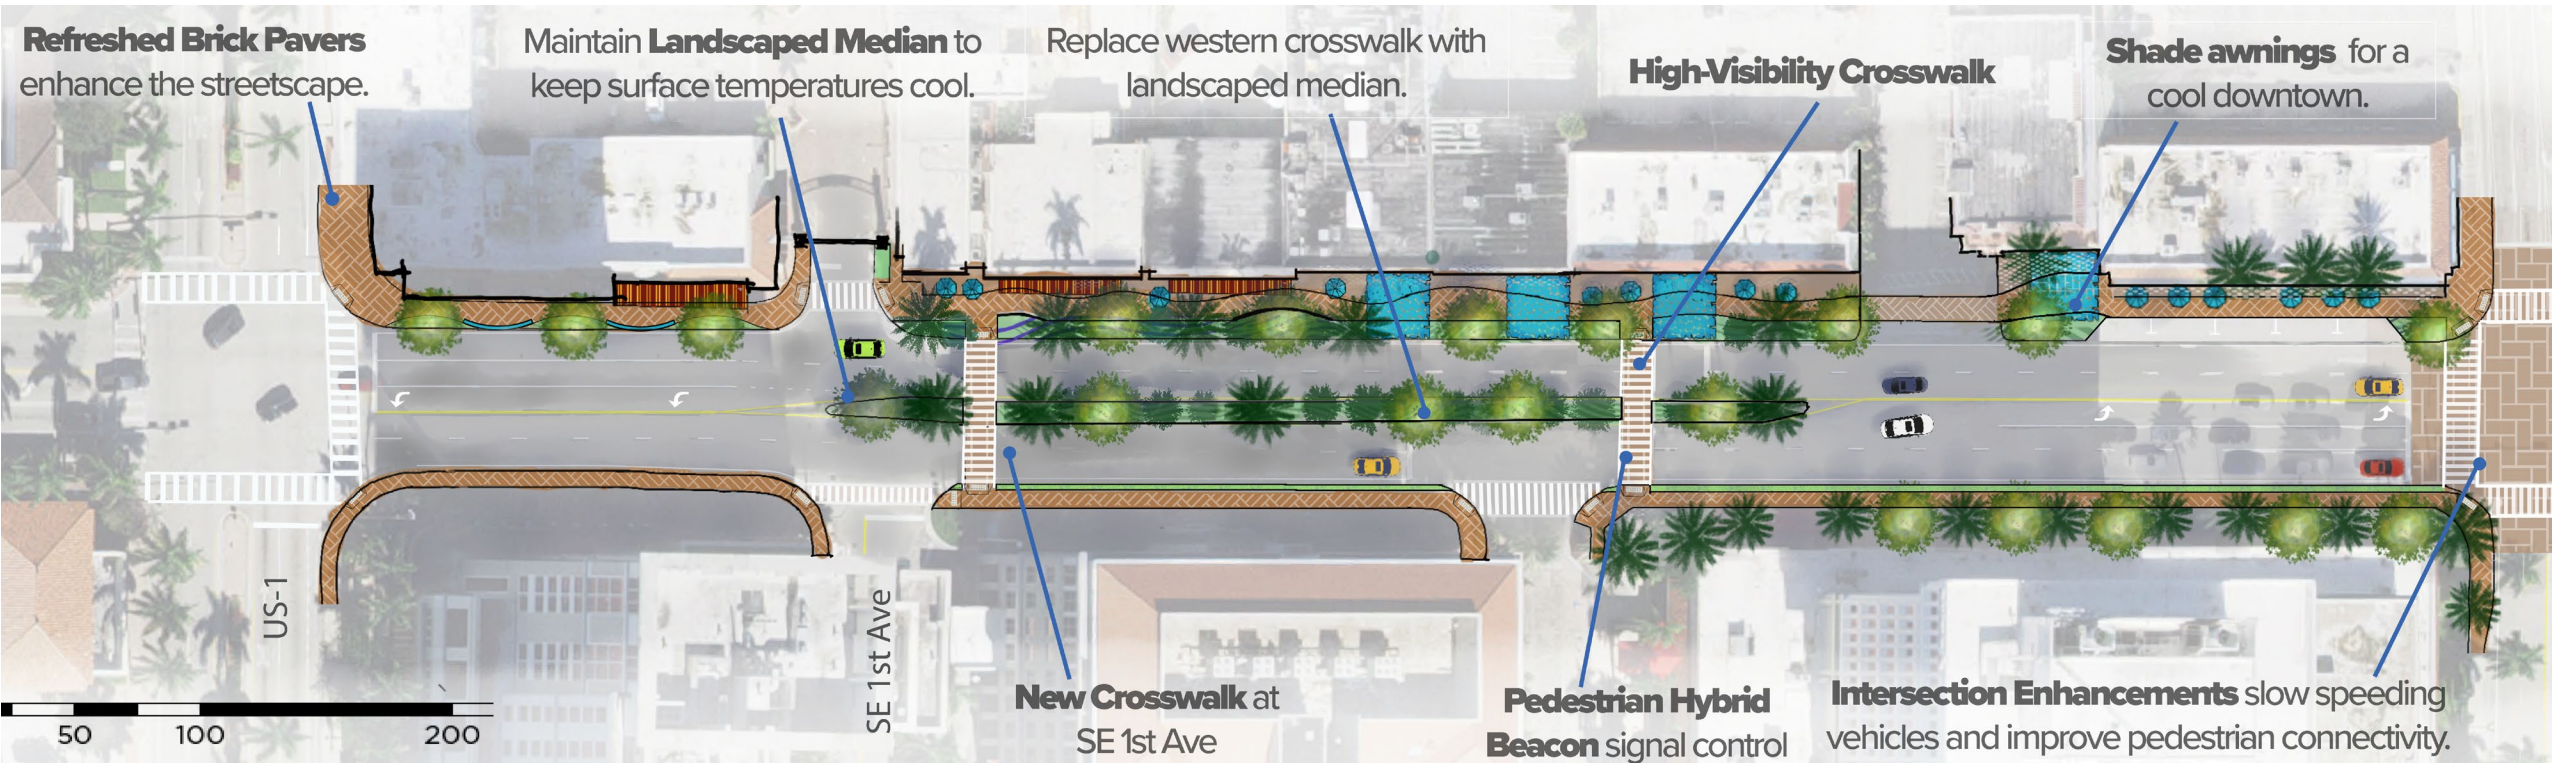 Refreshed Brick Pavers
enhance the streetscape.
Maintain Landscaped Median to
keep surface temperatures cool.
Replace western crosswalk with
landscaped median.
High-Visibility Crosswalk
Shade awnings for a
cool downtown.
US-1
SE 1st Ave
New Crosswalk at
SE 1st Ave
Pedestrian Hybrid
Beacon signal control
Intersection Enhancements slow speeding
vehicles and improve pedestrian connectivity.
50 100 200